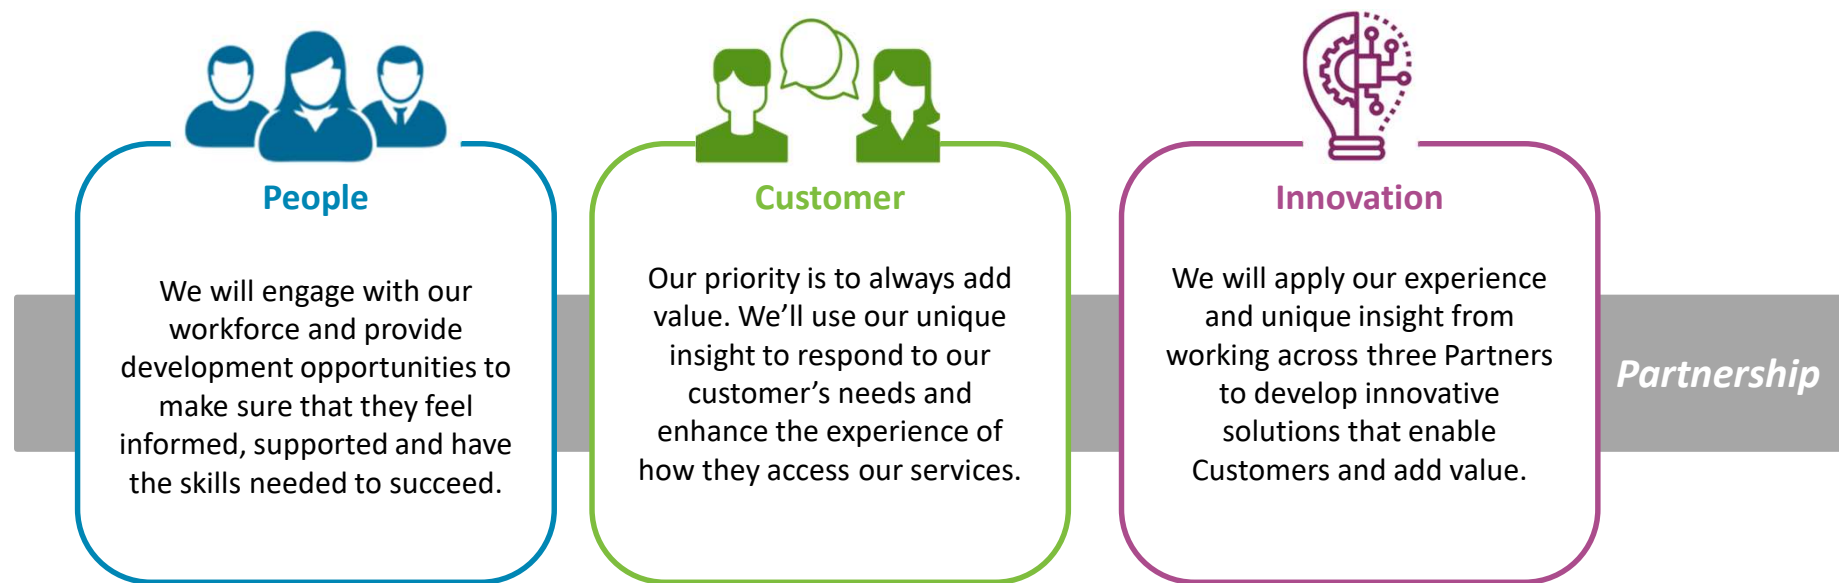 People
We will engage with our
workforce and provide
development opportunities to
make sure that they feel
informed, supported and have
the skills needed to succeed.
Customer
Our priority is to always add
value. We’ll use our unique
insight to respond to our
customer’s needs and
enhance the experience of
how they access our services.
Innovation
We will apply our experience
and unique insight from
working across three Partners
to develop innovative
solutions that enable
Customers and add value.
Partnership